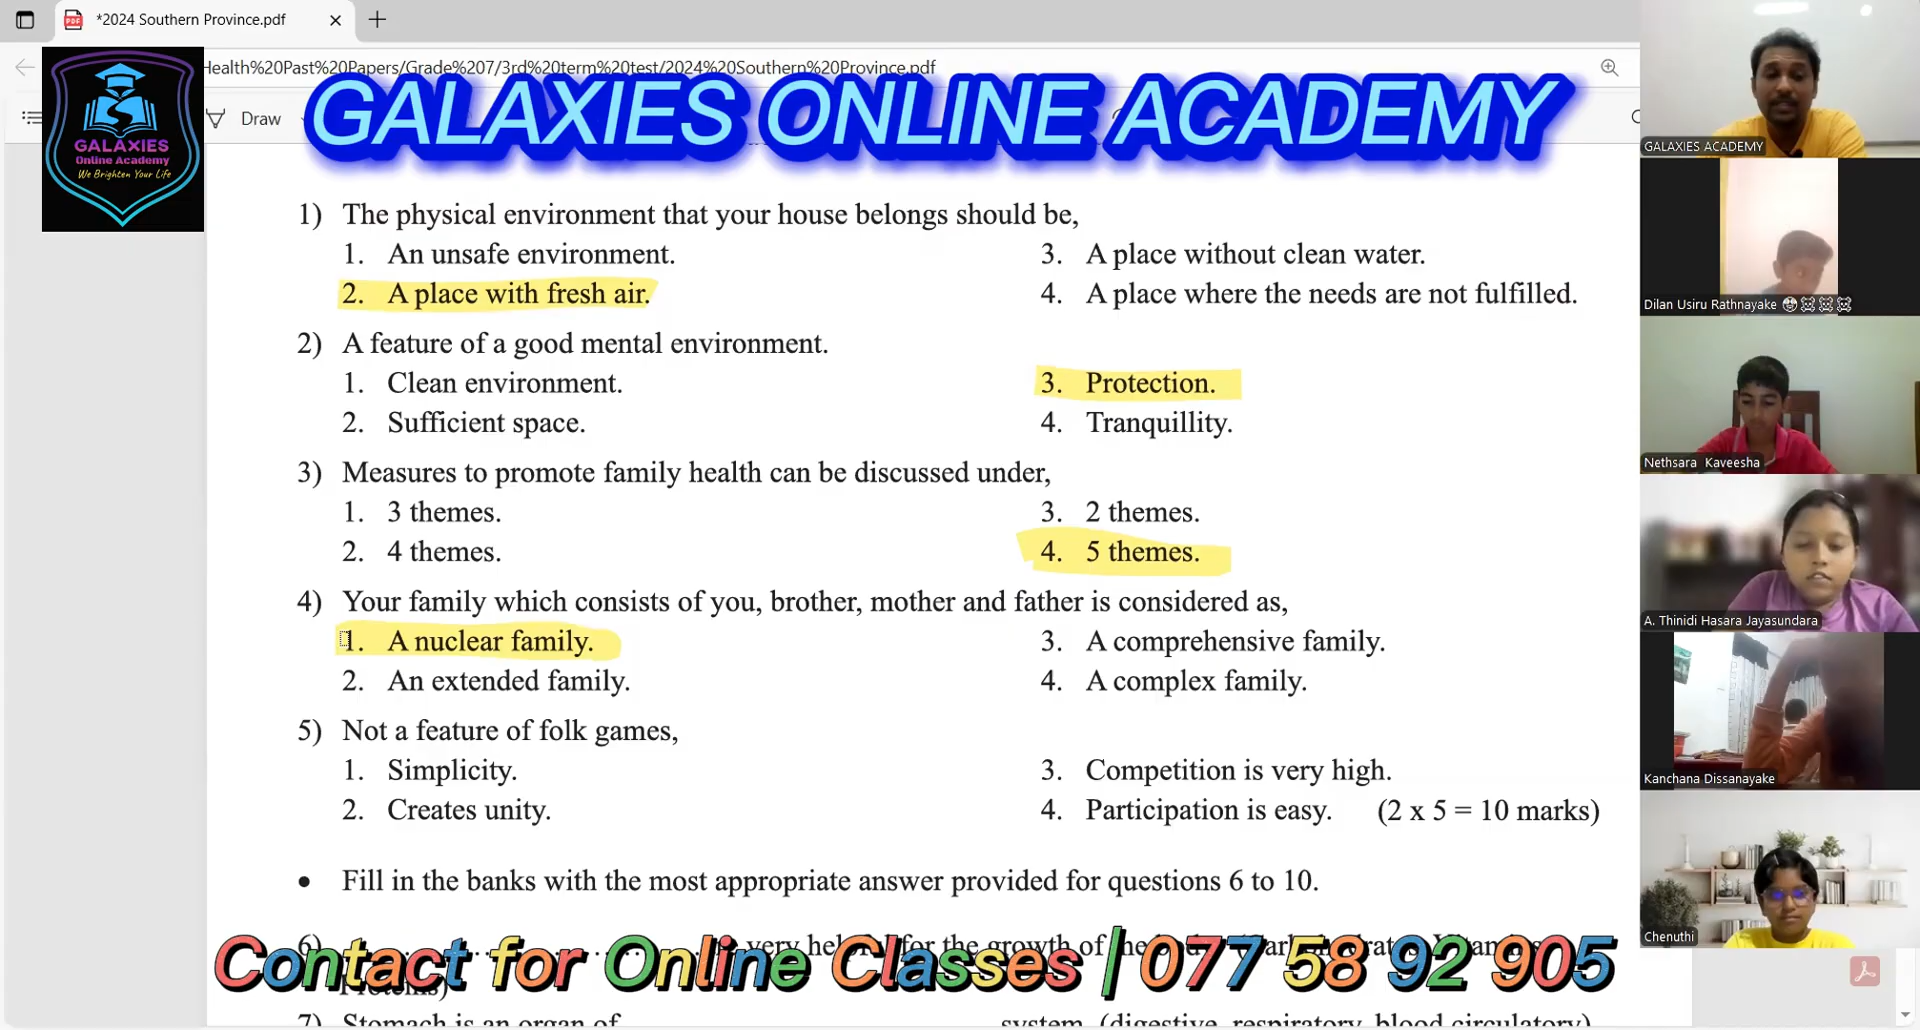 *2024 Southern Province.pdf
Health%20Past%20Papers/Grade%207/3rd%20term%20test/2024%20Southern%20Province.pdf
Draw
GALAXIES ONLINE ACADEMY
GALAXIES
Online Academy
We Brighten Your Life
1) The physical environment that your house belongs should be,
1. An unsafe environment.
3. A place without clean water.
2. A place with fresh air.
4. A place where the needs are not fulfilled.
2) A feature of a good mental environment.
1. Clean environment.
3. Protection.
2. Sufficient space.
4. Tranquillity.
3) Measures to promote family health can be discussed under,
1. 3 themes.
3. 2 themes.
2. 4 themes.
4. 5 themes.
4) Your family which consists of you, brother, mother and father is considered as,
1. A nuclear family.
3. A comprehensive family.
2. An extended family.
4. A complex family.
5) Not a feature of folk games,
1. Simplicity.
3. Competition is very high.
2. Creates unity.
4. Participation is easy. (2 x 5 = 10 marks)
• Fill in the banks with the most appropriate answer provided for questions 6 to 10.
6) very for the growth of
Contact for Online Classes | 077 58 92 905
7) Stomach is an organ of system. (digestive, respiratory, blood circulatory)
GALAXIES ACADEMY
Dilan Usiru Rathnayake
Nethsara Kaveesha
A. Thinidi Hasara Jayasundara
Kanchana Dissanayake
Chenuthi